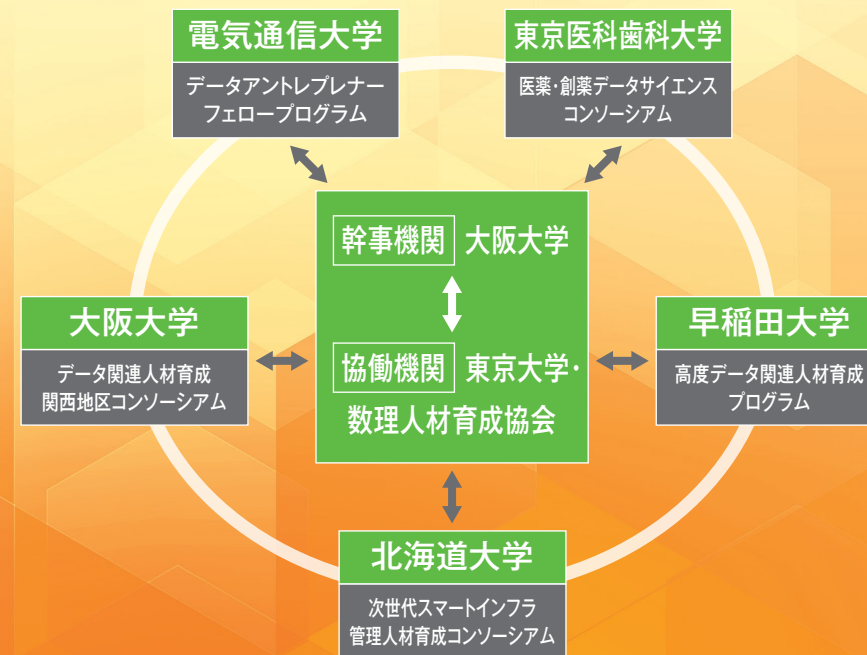 電気通信大学
データアントレプレナー
フェロープログラム
東京医科歯科大学
医薬・創薬データサイエンス
コンソーシアム
幹事機関 大阪大学
協働機関 東京大学・
数理人材育成協会
大阪大学
データ関連人材育成
関西地区コンソーシアム
早稲田大学
高度データ関連人材育成
プログラム
北海道大学
次世代スマートインフラ
管理人材育成コンソーシアム